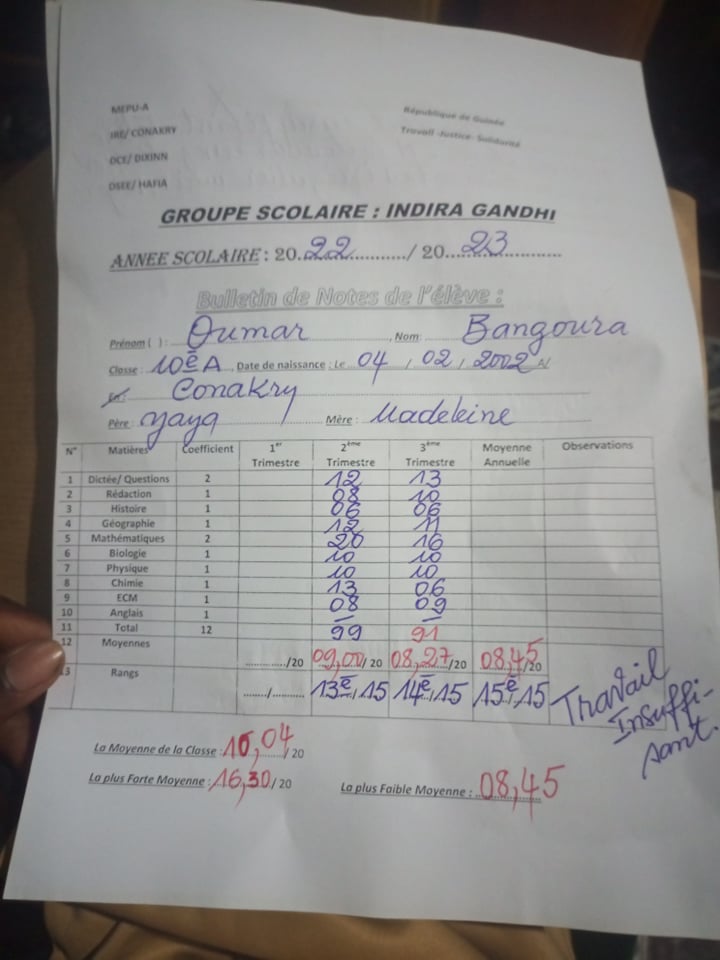 MEPU-A
République de Guinée
IRE/ CONAKRY
Travail -Justice- Solidarité
DCE/ DIXINN
DSEE/ HAFIA
GROUPE SCOLAIRE : INDIRA GANDHI
ANNEE SCOLAIRE : 20 22 / 20 23
Bulletin de Notes de l'élève :
Prénom ( ) : Oumar , Nom: Bangoura
Classe : 10è A , Date de naissance : Le 04 , 02 , 2002 A/
En : Conakry
Père : yaya Mère : Madeleine
N° Matières Coefficient 1er Trimestre 2ème Trimestre 3ème Trimestre Moyenne Annuelle Observations
1 Dictée/ Questions 2 12 13
2 Rédaction 1 08 10
3 Histoire 1 06 06
4 Géographie 1 12 11
5 Mathématiques 2 20 16
6 Biologie 1 10 10
7 Physique 1 10 10
8 Chimie 1 13 06
9 ECM 1 08 09
10 Anglais 1 — —
11 Total 12 99 91
12 Moyennes ............/20 09,00/20 08,27/20 08,45/20
13 Rangs ......./.......... 13è/15 14è/15 15è/15 Travail
Insuffi-
sant.
La Moyenne de la Classe : 10,04 / 20
La plus Forte Moyenne : 16,30 / 20 La plus Faible Moyenne : 08,45